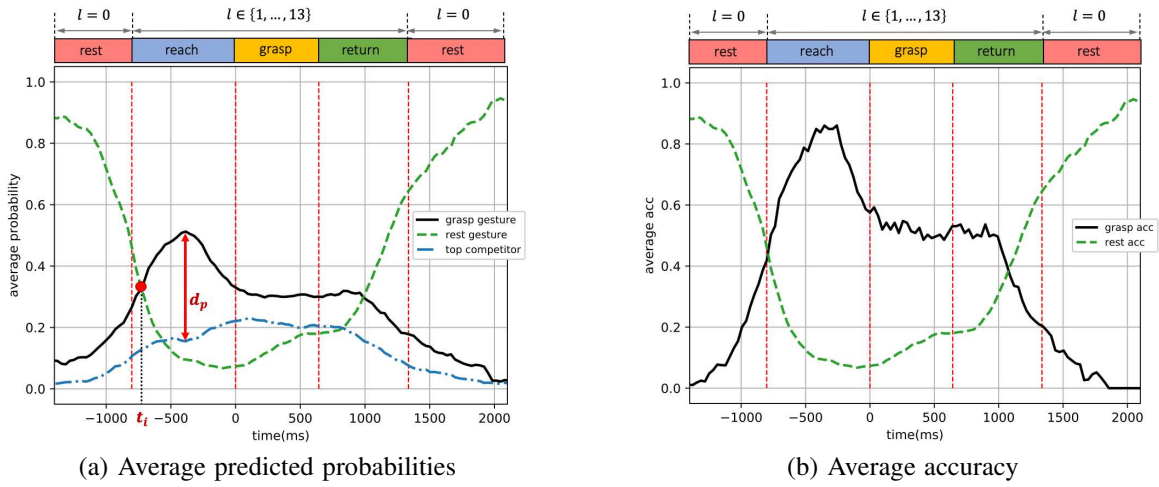 l = 0
l ∈ {1, ..., 13}
l = 0
rest
reach
grasp
return
rest
1.0
0.8
0.6
0.4
0.2
0.0
average probability
grasp gesture
rest gesture
top competitor
d_p
t_i
−1000
−500
0
500
1000
1500
2000
time(ms)
(a) Average predicted probabilities
l = 0
l ∈ {1, ..., 13}
l = 0
rest
reach
grasp
return
rest
1.0
0.8
0.6
0.4
0.2
0.0
average acc
grasp acc
rest acc
−1000
−500
0
500
1000
1500
2000
time(ms)
(b) Average accuracy